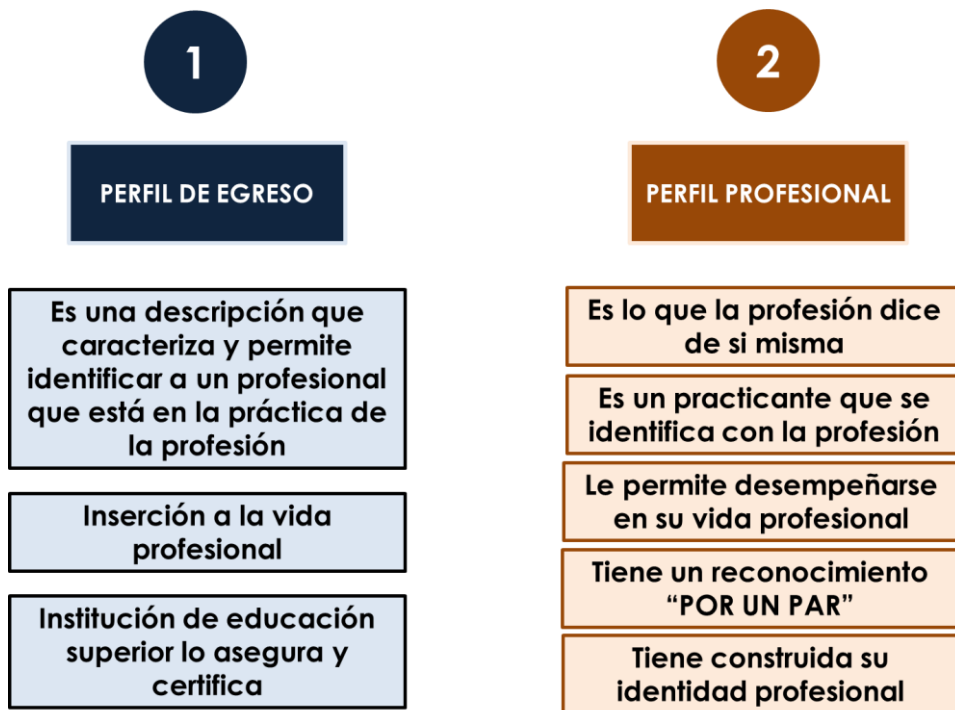 1
PERFIL DE EGRESO
Es una descripción que
caracteriza y permite
identificar a un profesional
que está en la práctica de
la profesión
Inserción a la vida
profesional
Institución de educación
superior lo asegura y
certifica
2
PERFIL PROFESIONAL
Es lo que la profesión dice
de si misma
Es un practicante que se
identifica con la profesión
Le permite desempeñarse
en su vida profesional
Tiene un reconocimiento
“POR UN PAR”
Tiene construida su
identidad profesional